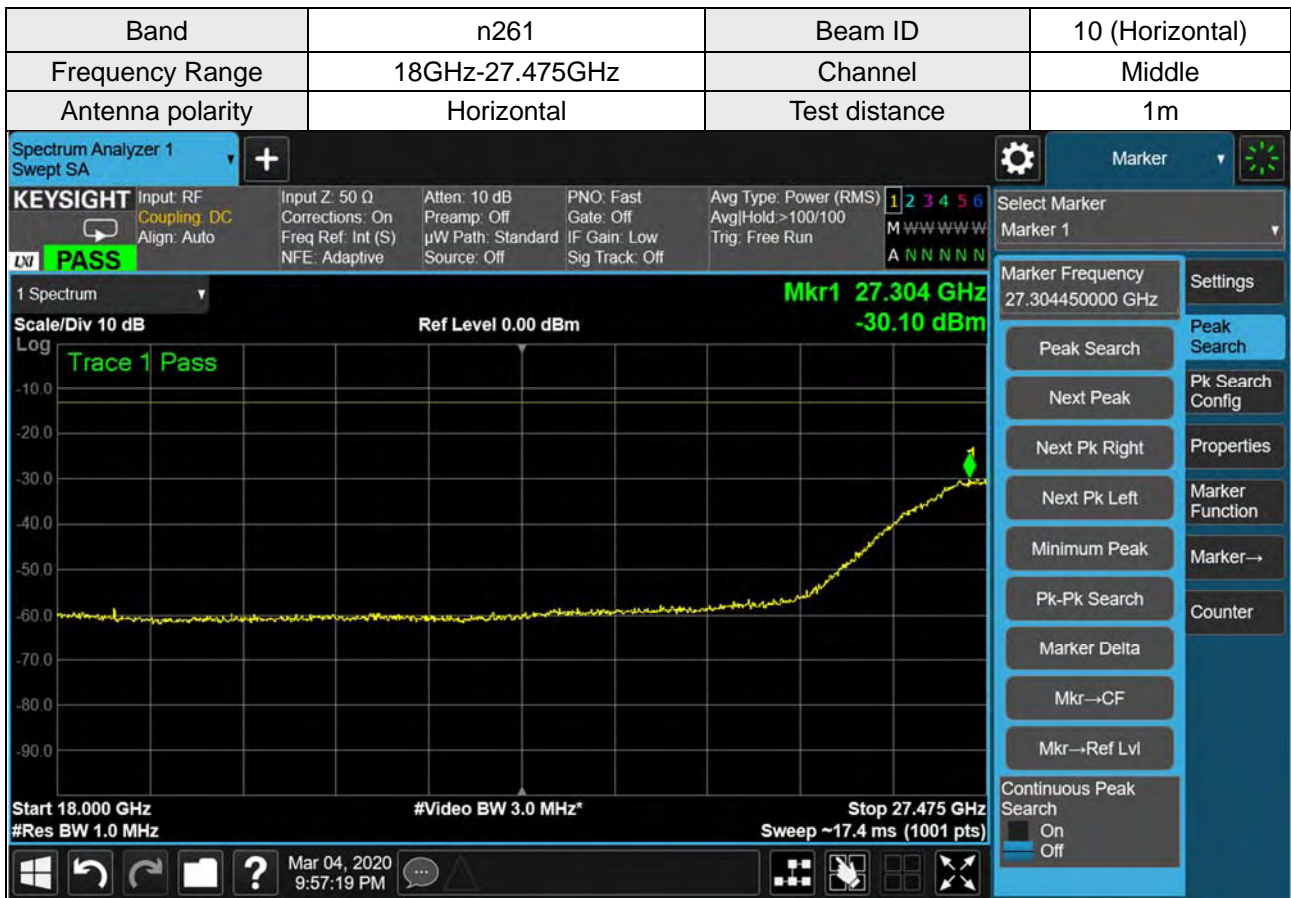 Band n261 Beam ID 10 (Horizontal)
Frequency Range 18GHz-27.475GHz Channel Middle
Antenna polarity Horizontal Test distance 1m
Spectrum Analyzer 1
Swept SA
+
Marker
KEYSIGHT
LXI PASS
Input: RF
Coupling: DC
Align: Auto
Input Z: 50 Ω
Corrections: On
Freq Ref: Int (S)
NFE: Adaptive
Atten: 10 dB
Preamp: Off
µW Path: Standard
Source: Off
PNO: Fast
Gate: Off
IF Gain: Low
Sig Track: Off
Avg Type: Power (RMS)
Avg|Hold:>100/100
Trig: Free Run
1 2 3 4 5 6
M W W W W W
A N N N N N
Select Marker
Marker 1
Marker Frequency
27.304450000 GHz
Settings
Peak Search
Peak
Search
Next Peak
Pk Search
Config
Next Pk Right
Properties
Next Pk Left
Marker
Function
Minimum Peak
Marker→
Pk-Pk Search
Counter
Marker Delta
Mkr→CF
Mkr→Ref Lvl
Continuous Peak
Search
On
Off
1 Spectrum
Mkr1 27.304 GHz
Scale/Div 10 dB Ref Level 0.00 dBm -30.10 dBm
Log
Trace 1 Pass
-10.0
-20.0
1
-30.0
-40.0
-50.0
-60.0
-70.0
-80.0
-90.0
Start 18.000 GHz #Video BW 3.0 MHz* Stop 27.475 GHz
#Res BW 1.0 MHz Sweep ~17.4 ms (1001 pts)
?
Mar 04, 2020
9:57:19 PM